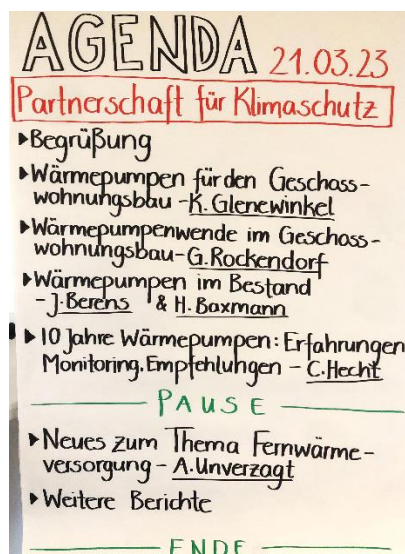 AGENDA 21.03.23
Partnerschaft für Klimaschutz
▸Begrüßung
▸Wärmepumpen für den Geschoss-
wohnungsbau - K. Glenewinkel
▸Wärmepumpenwende im Geschoss-
wohnungsbau - G. Rockendorf
▸Wärmepumpen im Bestand
- J. Berens & H. Baxmann
▸10 Jahre Wärmepumpen: Erfahrungen
Monitoring, Empfehlungen - C. Hecht
PAUSE
▸Neues zum Thema Fernwärme-
versorgung - A. Unverzagt
▸Weitere Berichte
ENDE